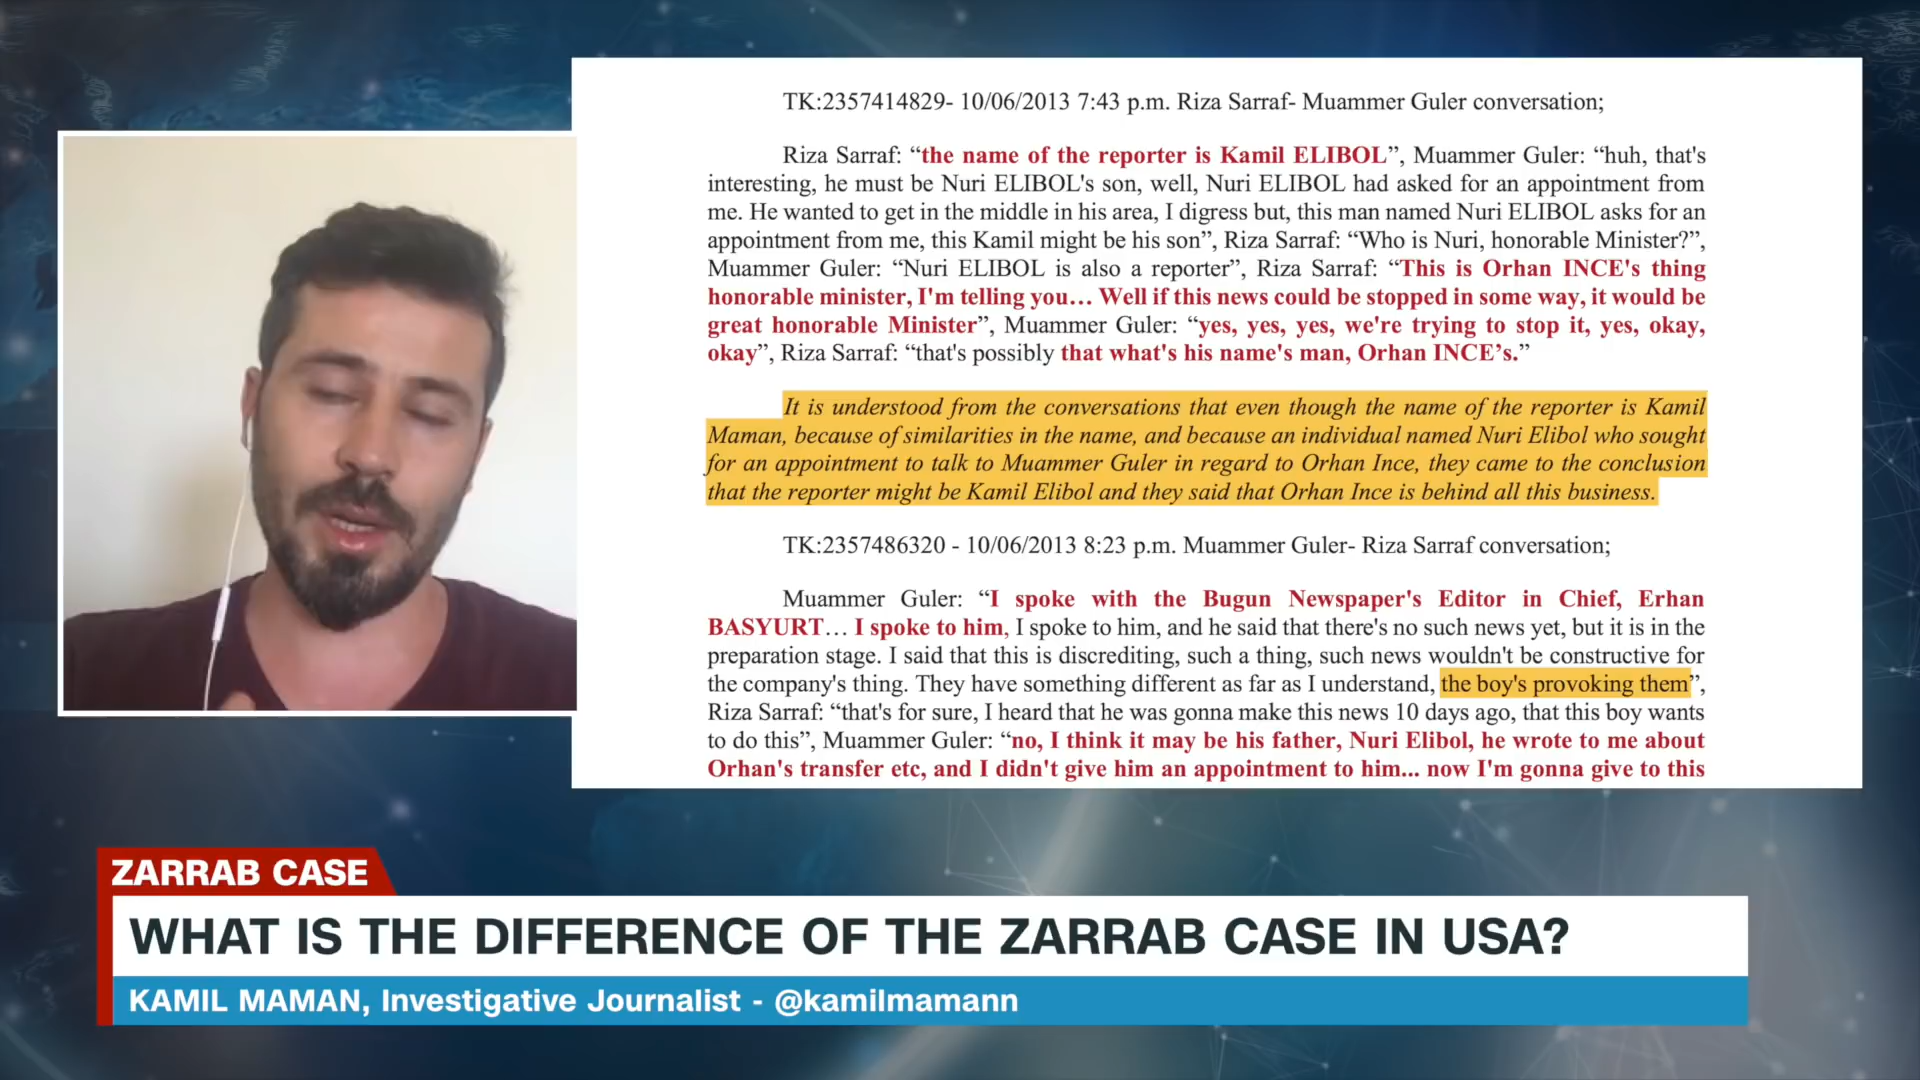 TK:2357414829- 10/06/2013 7:43 p.m. Riza Sarraf- Muammer Guler conversation;
Riza Sarraf: “the name of the reporter is Kamil ELIBOL”, Muammer Guler: “huh, that's
interesting, he must be Nuri ELIBOL's son, well, Nuri ELIBOL had asked for an appointment from
me. He wanted to get in the middle in his area, I digress but, this man named Nuri ELIBOL asks for an
appointment from me, this Kamil might be his son”, Riza Sarraf: “Who is Nuri, honorable Minister?”,
Muammer Guler: “Nuri ELIBOL is also a reporter”, Riza Sarraf: “This is Orhan INCE's thing
honorable minister, I'm telling you… Well if this news could be stopped in some way, it would be
great honorable Minister”, Muammer Guler: “yes, yes, yes, we're trying to stop it, yes, okay,
okay”, Riza Sarraf: “that's possibly that what's his name's man, Orhan INCE’s.”
It is understood from the conversations that even though the name of the reporter is Kamil
Maman, because of similarities in the name, and because an individual named Nuri Elibol who sought
for an appointment to talk to Muammer Guler in regard to Orhan Ince, they came to the conclusion
that the reporter might be Kamil Elibol and they said that Orhan Ince is behind all this business.
TK:2357486320 - 10/06/2013 8:23 p.m. Muammer Guler- Riza Sarraf conversation;
Muammer Guler: “I spoke with the Bugun Newspaper's Editor in Chief, Erhan
BASYURT… I spoke to him, I spoke to him, and he said that there's no such news yet, but it is in the
preparation stage. I said that this is discrediting, such a thing, such news wouldn't be constructive for
the company's thing. They have something different as far as I understand, the boy's provoking them”,
Riza Sarraf: “that's for sure, I heard that he was gonna make this news 10 days ago, that this boy wants
to do this”, Muammer Guler: “no, I think it may be his father, Nuri Elibol, he wrote to me about
Orhan's transfer etc, and I didn't give him an appointment to him... now I'm gonna give to this
ZARRAB CASE
WHAT IS THE DIFFERENCE OF THE ZARRAB CASE IN USA?
KAMIL MAMAN, Investigative Journalist - @kamilmamann